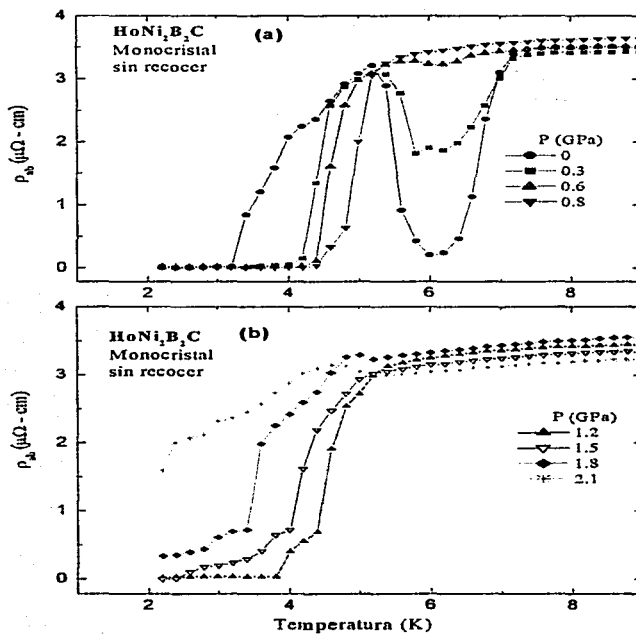 HoNi₂B₂C
Monocristal
sin recocer
(a)
ρab (μΩ - cm)
4
3
2
1
0
P (GPa)
0
0.3
0.6
0.8
2
4
6
8
HoNi₂B₂C
Monocristal
sin recocer
(b)
ρab (μΩ - cm)
4
3
2
1
0
P (GPa)
1.2
1.5
1.8
2.1
2
4
6
8
Temperatura (K)